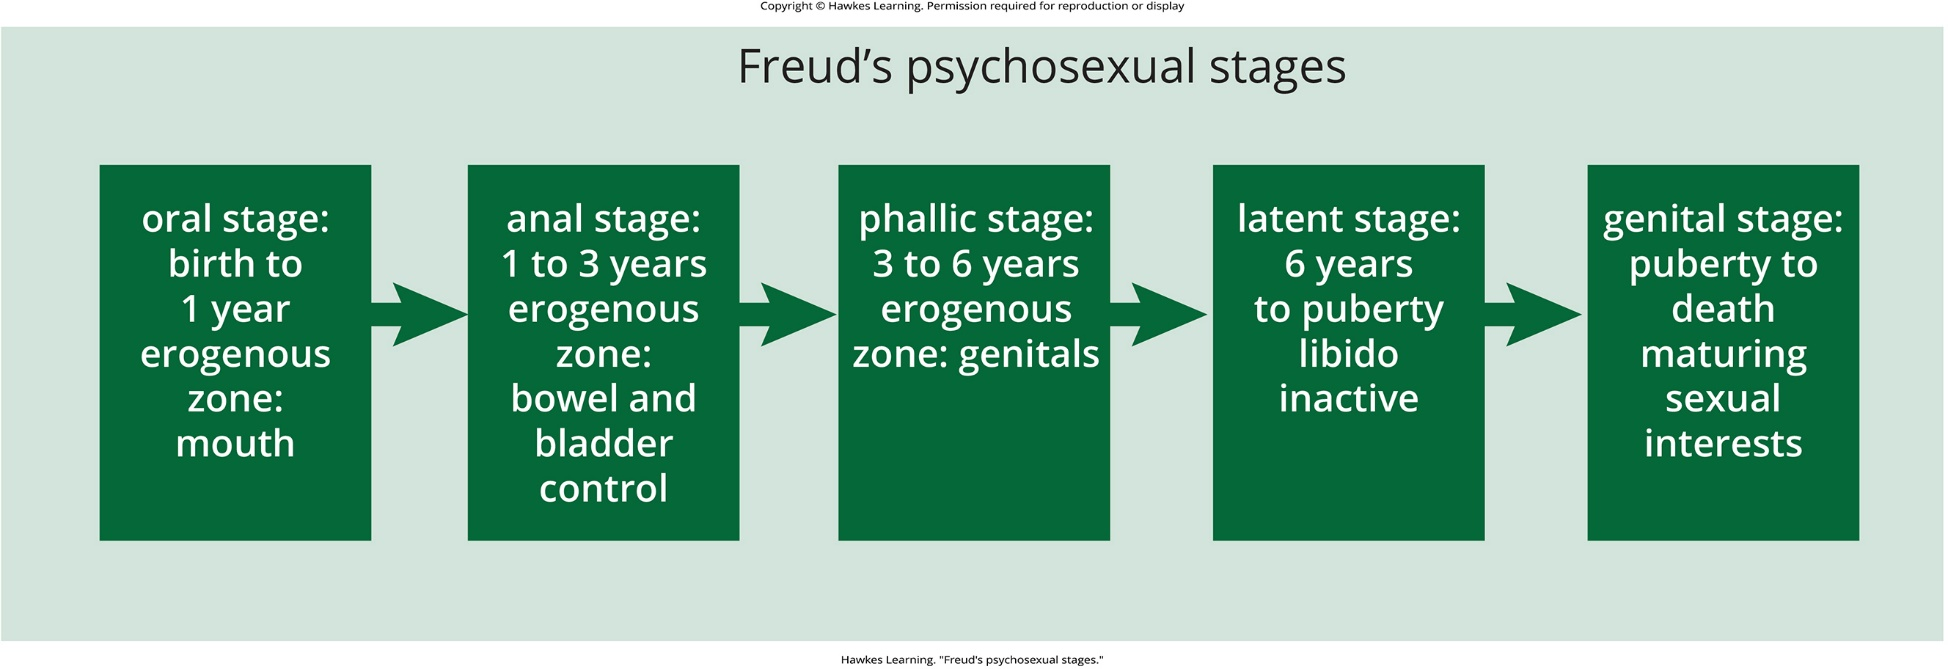 Copyright © Hawkes Learning. Permission required for reproduction or display
Freud’s psychosexual stages
oral stage:
birth to
1 year
erogenous
zone:
mouth
anal stage:
1 to 3 years
erogenous
zone:
bowel and
bladder
control
phallic stage:
3 to 6 years
erogenous
zone: genitals
latent stage:
6 years
to puberty
libido
inactive
genital stage:
puberty to
death
maturing
sexual
interests
Hawkes Learning. "Freud's psychosexual stages."